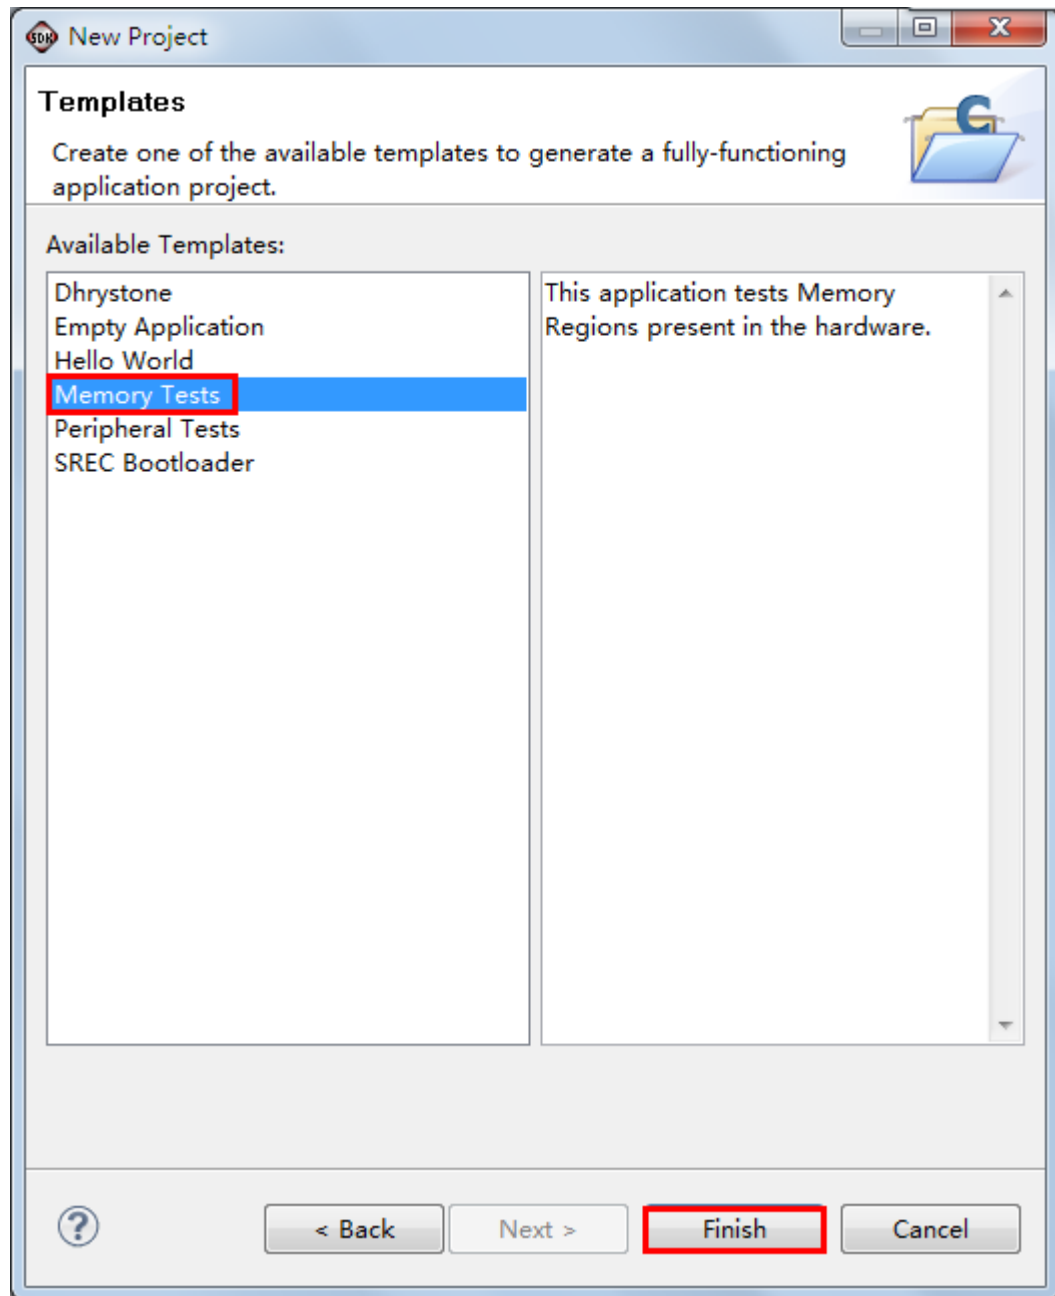 SDK New Project
Templates
Create one of the available templates to generate a fully-functioning
application project.
Available Templates:
Dhrystone
Empty Application
Hello World
Memory Tests
Peripheral Tests
SREC Bootloader
This application tests Memory
Regions present in the hardware.
? < Back Next > Finish Cancel